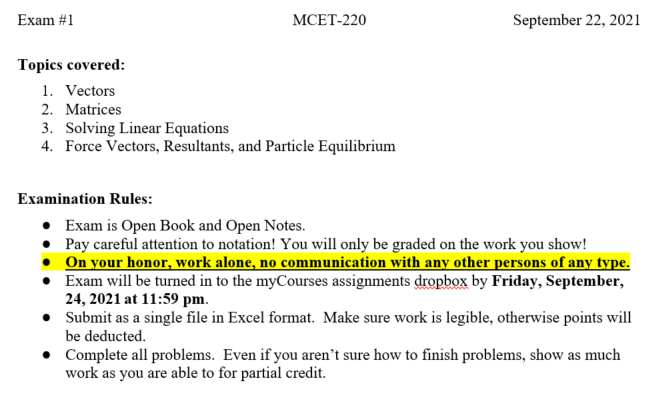 Exam #1 MCET-220 September 22, 2021
Topics covered:
1. Vectors
2. Matrices
3. Solving Linear Equations
4. Force Vectors, Resultants, and Particle Equilibrium
Examination Rules:
● Exam is Open Book and Open Notes.
● Pay careful attention to notation! You will only be graded on the work you show!
● On your honor, work alone, no communication with any other persons of any type.
● Exam will be turned in to the myCourses assignments dropbox by Friday, September,
24, 2021 at 11:59 pm.
● Submit as a single file in Excel format. Make sure work is legible, otherwise points will
be deducted.
● Complete all problems. Even if you aren't sure how to finish problems, show as much
work as you are able to for partial credit.